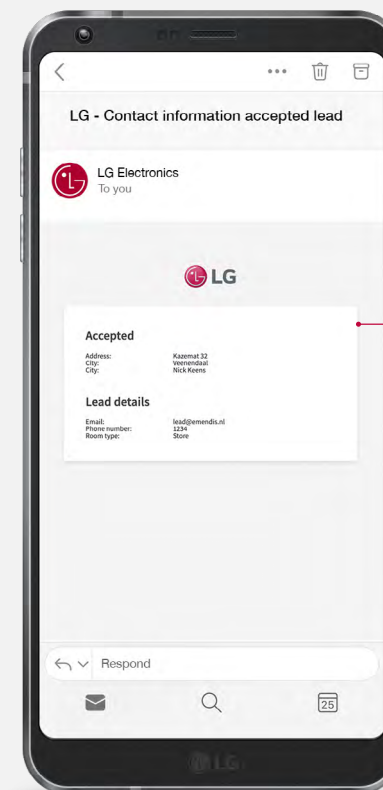 LG - Contact information accepted lead
LG Electronics
To you
LG
Accepted
Address: Kazemat 32
City: Veenendaal
City: Nick Keens
Lead details
Email: lead@emendis.nl
Phone number: 1234
Room type: Store
Respond
25
LG